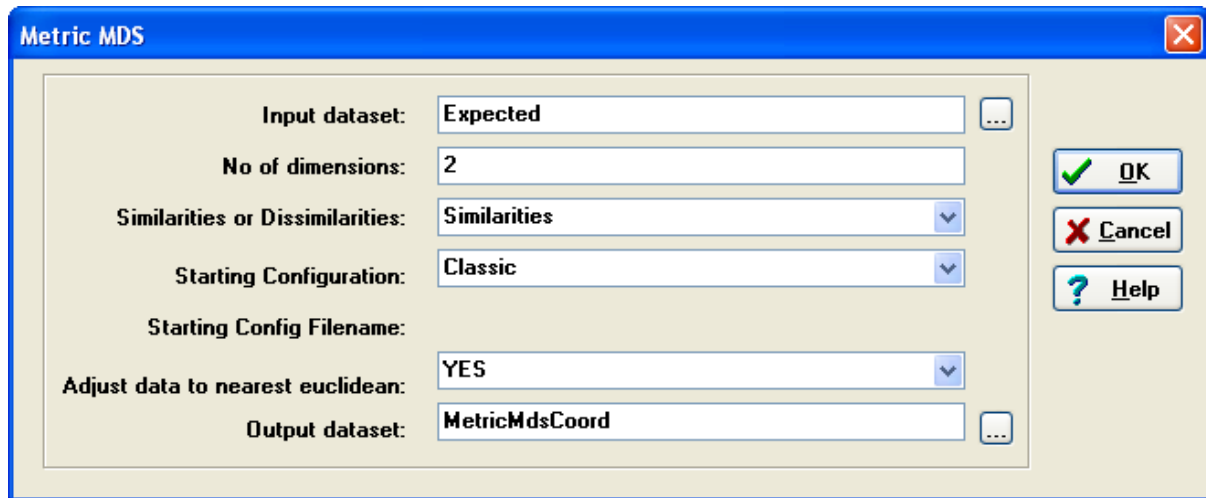 Metric MDS
Input dataset: Expected ...
No of dimensions: 2
Similarities or Dissimilarities: Similarities
Starting Configuration: Classic
Starting Config Filename:
Adjust data to nearest euclidean: YES
Output dataset: MetricMdsCoord ...
OK
Cancel
? Help